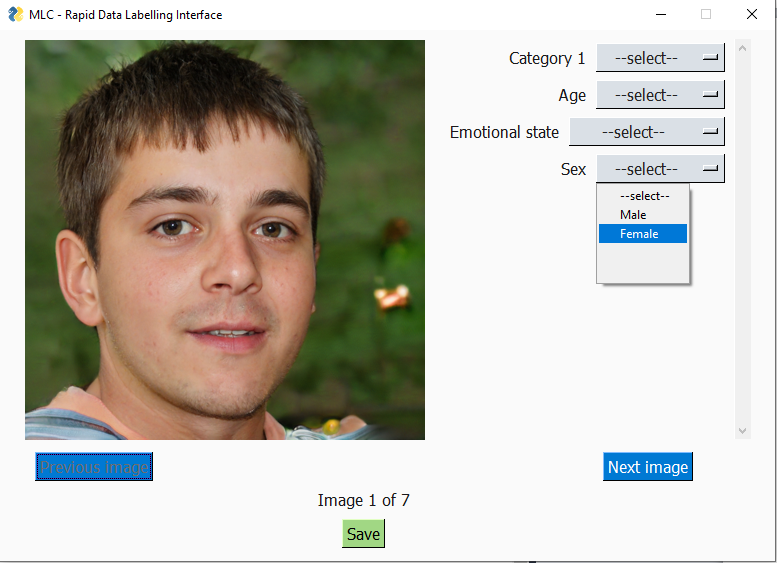 MLC - Rapid Data Labelling Interface
Category 1 --select--
Age --select--
Emotional state --select--
Sex --select--
--select--
Male
Female
Previous image Next image
Image 1 of 7
Save